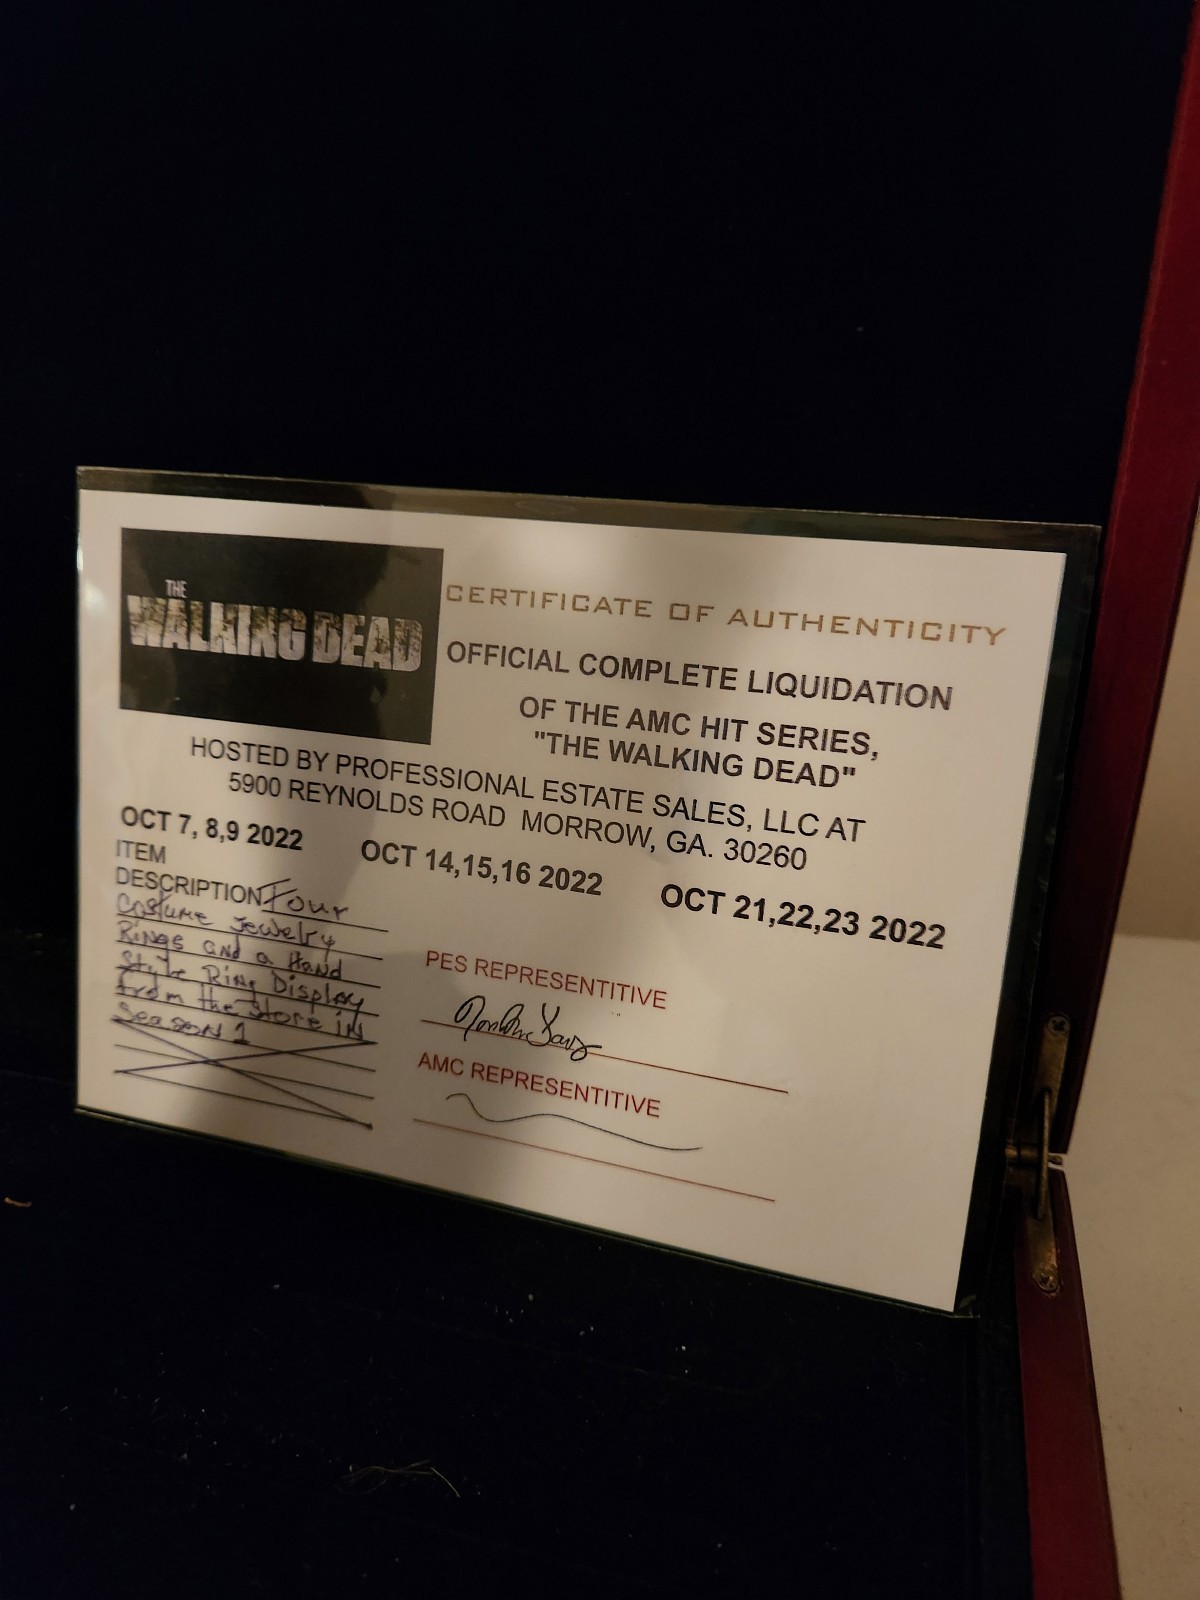 THE
WALKING DEAD
CERTIFICATE OF AUTHENTICITY
OFFICIAL COMPLETE LIQUIDATION
OF THE AMC HIT SERIES,
"THE WALKING DEAD"
HOSTED BY PROFESSIONAL ESTATE SALES, LLC AT
5900 REYNOLDS ROAD MORROW, GA. 30260
OCT 7, 8,9 2022 OCT 14,15,16 2022 OCT 21,22,23 2022
ITEM
DESCRIPTION Four
Costume Jewelry
Rings and a Hand
Style Ring Display
from the Store in
Season 1
PES REPRESENTITIVE
AMC REPRESENTITIVE